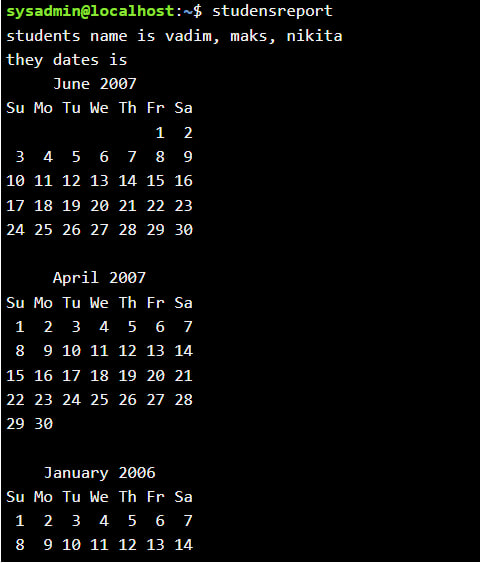 sysadmin@localhost:~$ studensreport
students name is vadim, maks, nikita
they dates is
     June 2007
Su Mo Tu We Th Fr Sa
                1  2
 3  4  5  6  7  8  9
10 11 12 13 14 15 16
17 18 19 20 21 22 23
24 25 26 27 28 29 30

     April 2007
Su Mo Tu We Th Fr Sa
 1  2  3  4  5  6  7
 8  9 10 11 12 13 14
15 16 17 18 19 20 21
22 23 24 25 26 27 28
29 30

    January 2006
Su Mo Tu We Th Fr Sa
 1  2  3  4  5  6  7
 8  9 10 11 12 13 14